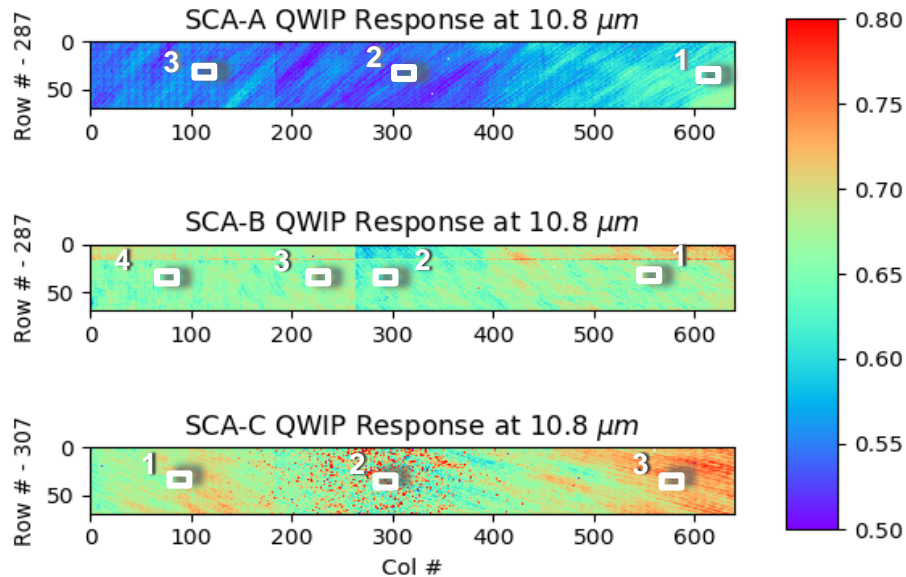 SCA-A QWIP Response at 10.8 μm
Row # - 287
0
50
3
2
1
0 100 200 300 400 500 600
SCA-B QWIP Response at 10.8 μm
Row # - 287
0
50
4
3
2
1
0 100 200 300 400 500 600
SCA-C QWIP Response at 10.8 μm
Row # - 307
0
50
1
2
3
0 100 200 300 400 500 600
Col #
0.80
0.75
0.70
0.65
0.60
0.55
0.50